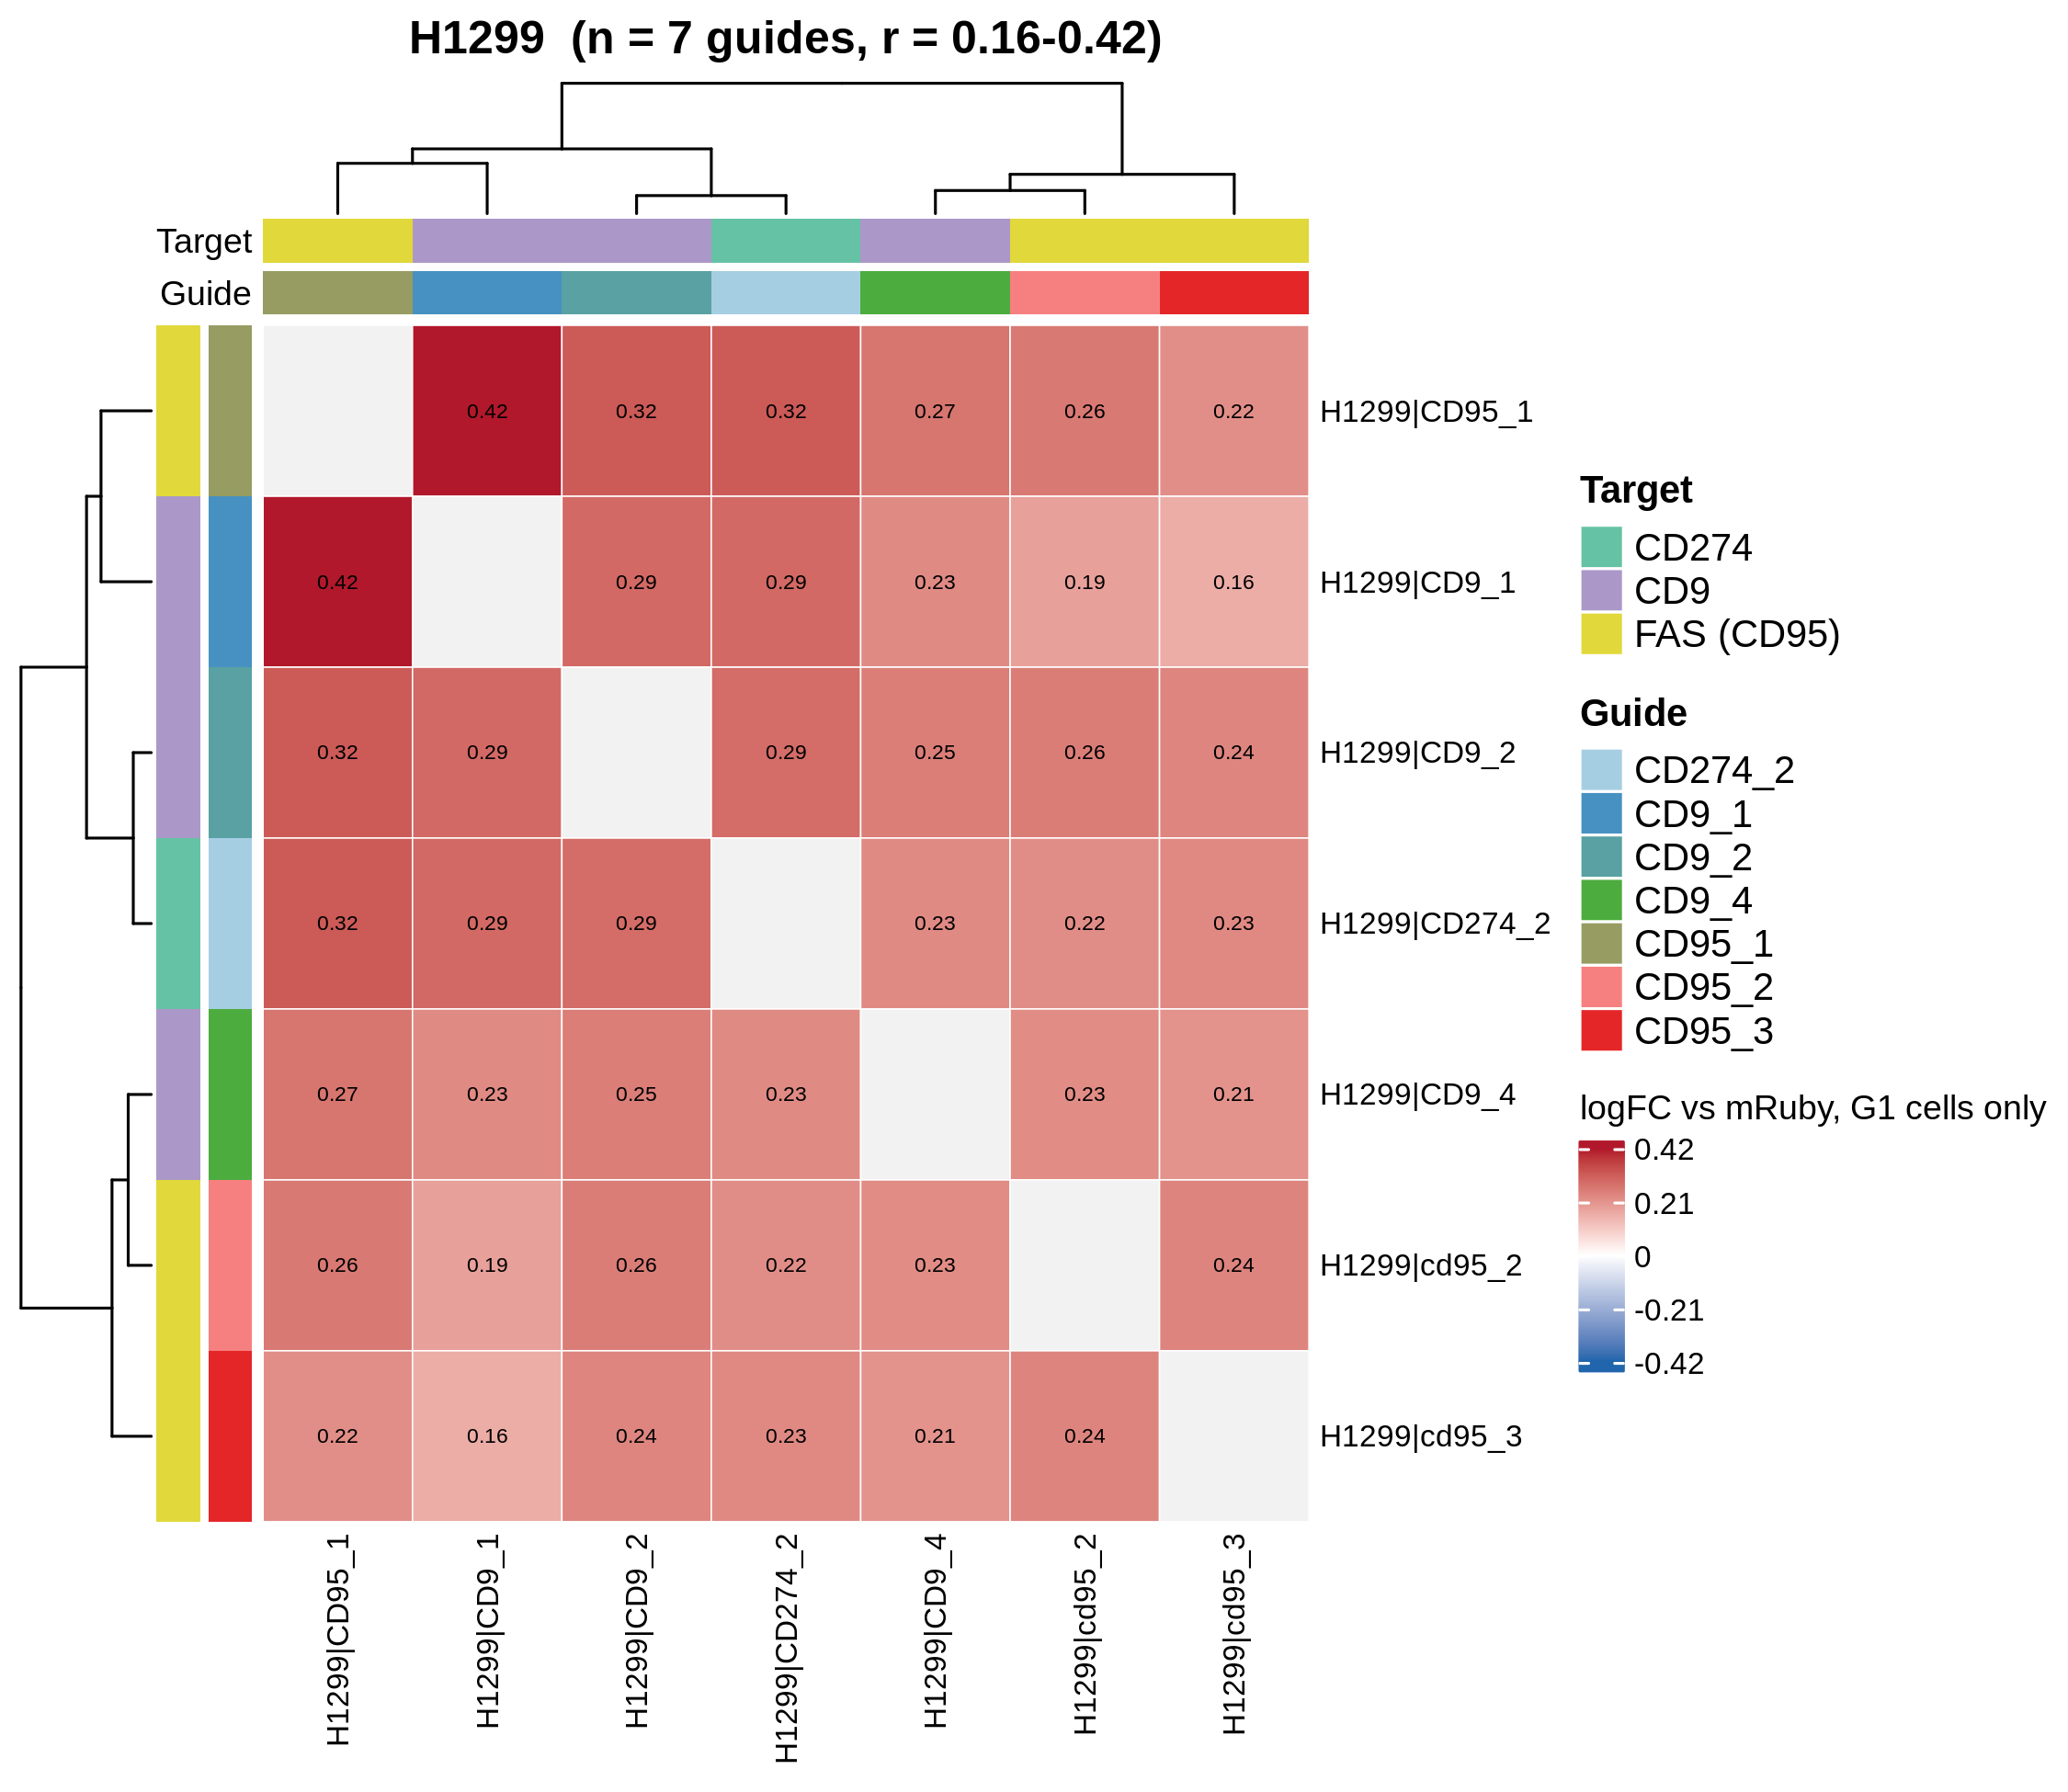 H1299  (n = 7 guides, r = 0.16-0.42)
Target
Guide
0.42 0.32 0.32 0.27 0.26 0.22 H1299|CD95_1
0.42 0.29 0.29 0.23 0.19 0.16 H1299|CD9_1
0.32 0.29 0.29 0.25 0.26 0.24 H1299|CD9_2
0.32 0.29 0.29 0.23 0.22 0.23 H1299|CD274_2
0.27 0.23 0.25 0.23 0.23 0.21 H1299|CD9_4
0.26 0.19 0.26 0.22 0.23 0.24 H1299|cd95_2
0.22 0.16 0.24 0.23 0.21 0.24 H1299|cd95_3
H1299|CD95_1
H1299|CD9_1
H1299|CD9_2
H1299|CD274_2
H1299|CD9_4
H1299|cd95_2
H1299|cd95_3
Target
CD274
CD9
FAS (CD95)
Guide
CD274_2
CD9_1
CD9_2
CD9_4
CD95_1
CD95_2
CD95_3
logFC vs mRuby, G1 cells only
0.42
0.21
0
-0.21
-0.42